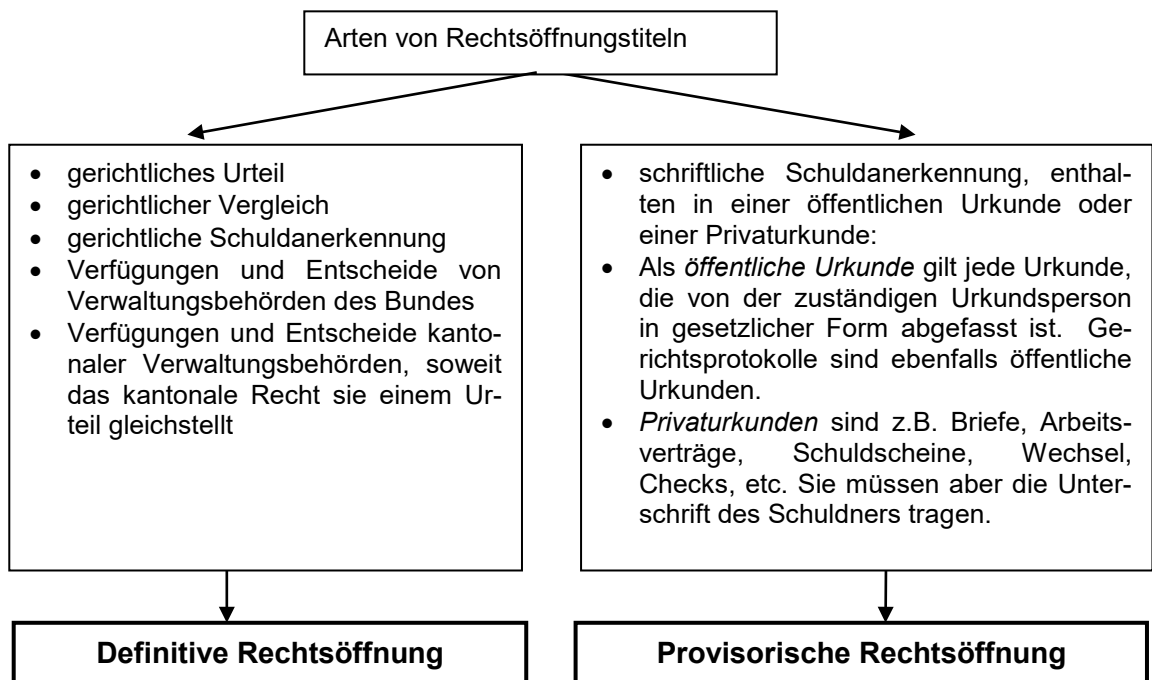 Arten von Rechtsöffnungstiteln
• gerichtliches Urteil
• gerichtlicher Vergleich
• gerichtliche Schuldanerkennung
• Verfügungen und Entscheide von
Verwaltungsbehörden des Bundes
• Verfügungen und Entscheide kanto-
naler Verwaltungsbehörden, soweit
das kantonale Recht sie einem Ur-
teil gleichstellt
• schriftliche Schuldanerkennung, enthal-
ten in einer öffentlichen Urkunde oder
einer Privaturkunde:
• Als öffentliche Urkunde gilt jede Urkunde,
die von der zuständigen Urkundsperson
in gesetzlicher Form abgefasst ist. Ge-
richtsprotokolle sind ebenfalls öffentliche
Urkunden.
• Privaturkunden sind z.B. Briefe, Arbeits-
verträge, Schuldscheine, Wechsel,
Checks, etc. Sie müssen aber die Unter-
schrift des Schuldners tragen.
Definitive Rechtsöffnung
Provisorische Rechtsöffnung